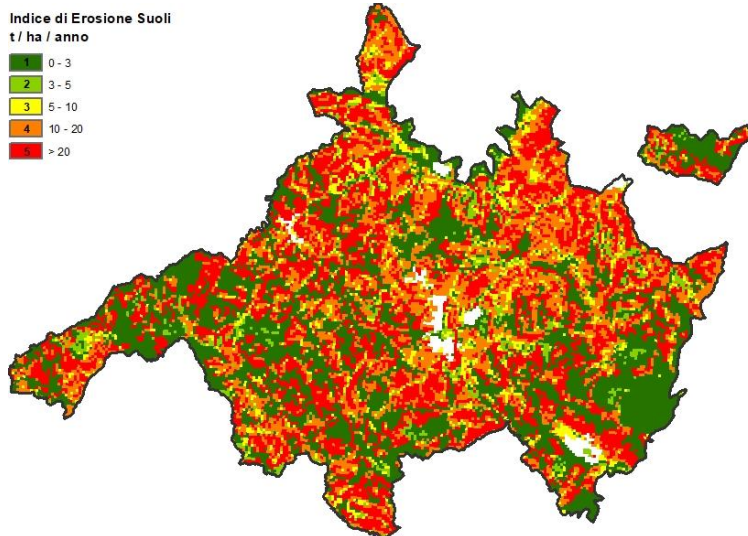 Indice di Erosione Suoli
t / ha / anno
1 0 - 3
2 3 - 5
3 5 - 10
4 10 - 20
5 > 20